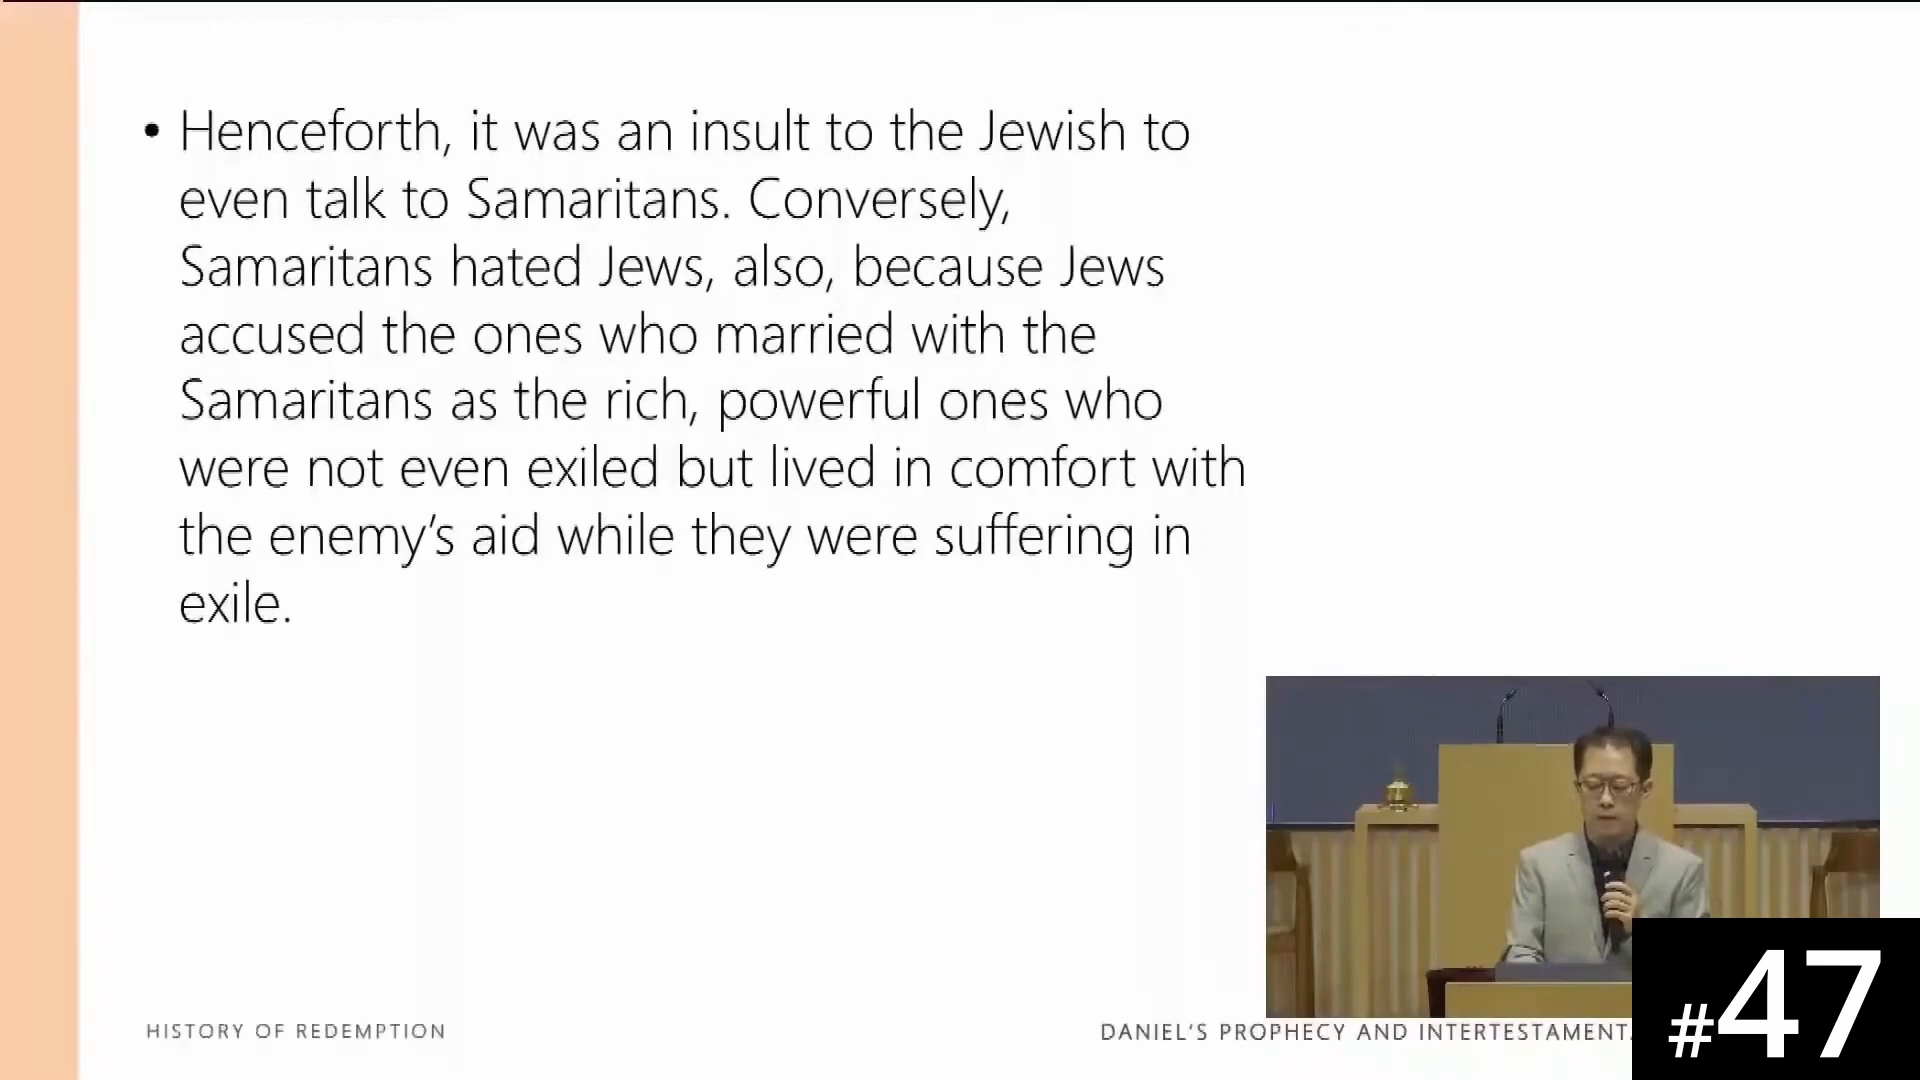 • Henceforth, it was an insult to the Jewish to
even talk to Samaritans. Conversely,
Samaritans hated Jews, also, because Jews
accused the ones who married with the
Samaritans as the rich, powerful ones who
were not even exiled but lived in comfort with
the enemy’s aid while they were suffering in
exile.
HISTORY OF REDEMPTION
DANIEL’S PROPHECY AND INTERTESTAMENT
#47